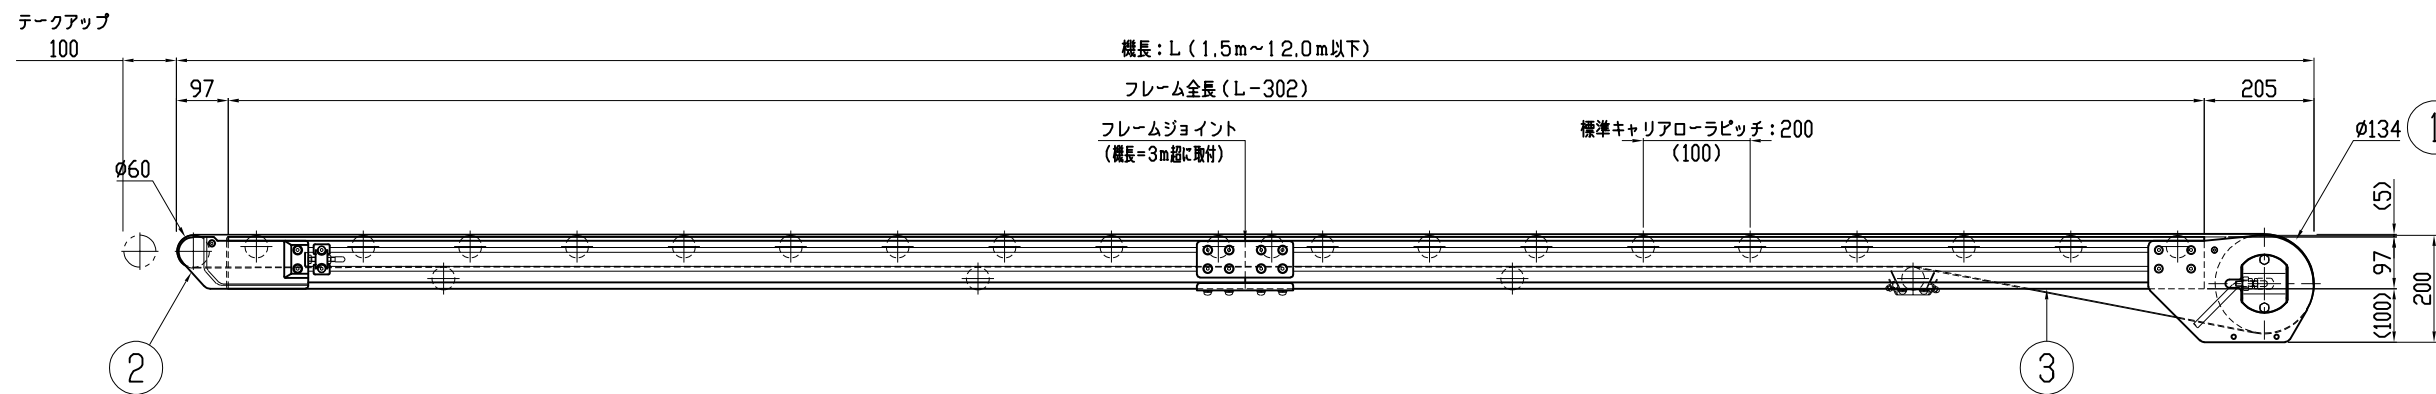 テークアップ
100
機長：L（1.5m～12.0m以下）
97
フレーム全長（L-302）
205
フレームジョイント
（機長=3m超に取付）
標準キャリアローラピッチ：200
(100)
ø134
1
ø60
(5)
97
(100)
200
2
3